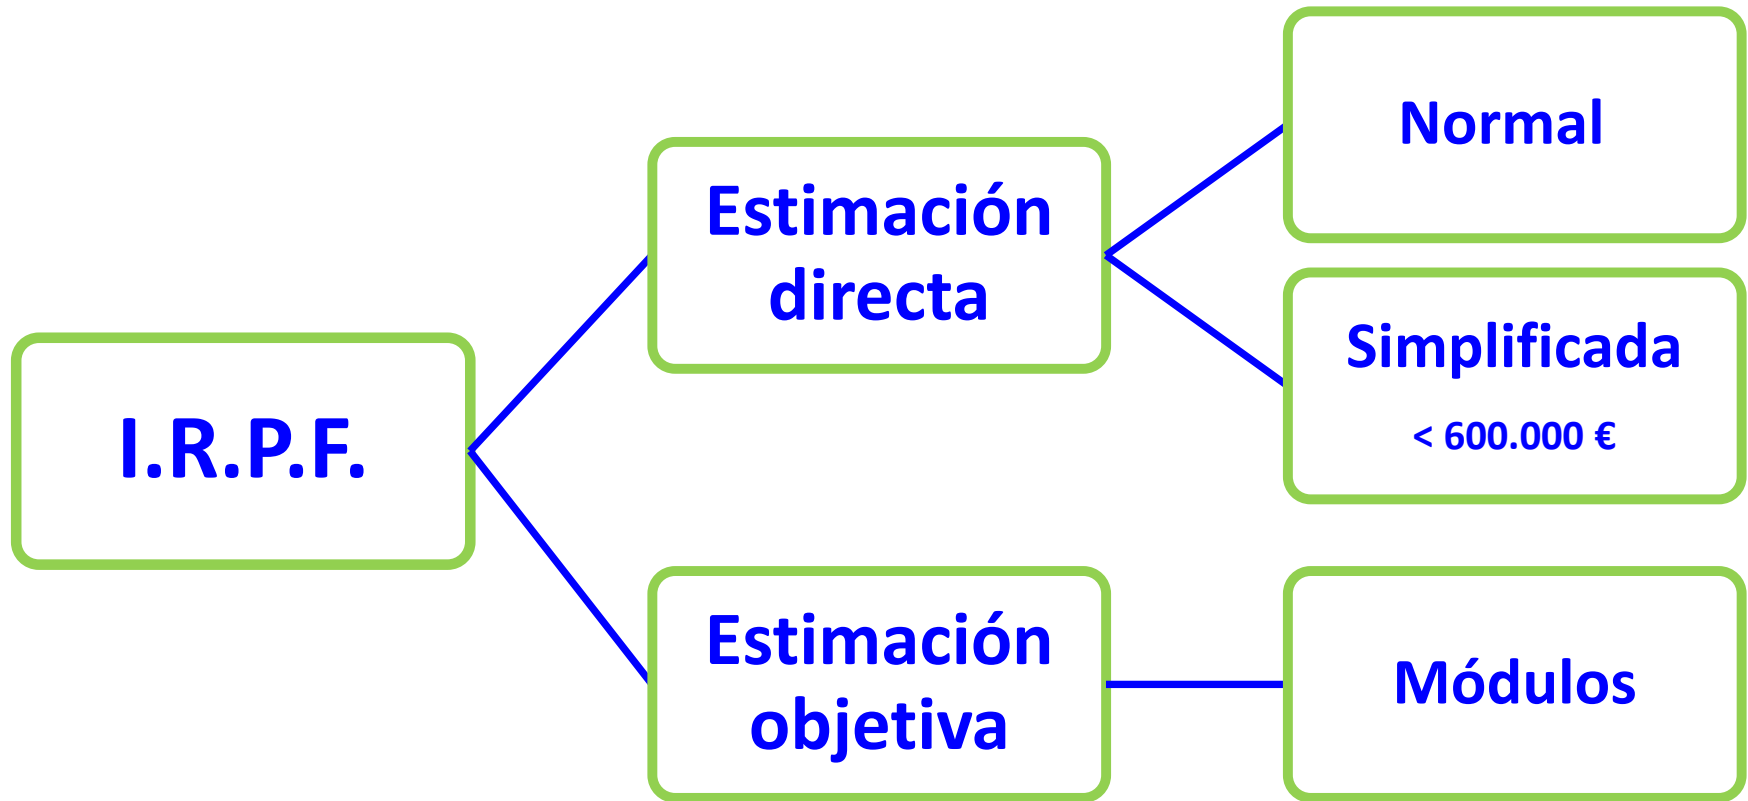 I.R.P.F.
Estimación
directa
Normal
Simplificada
< 600.000 €
Estimación
objetiva
Módulos